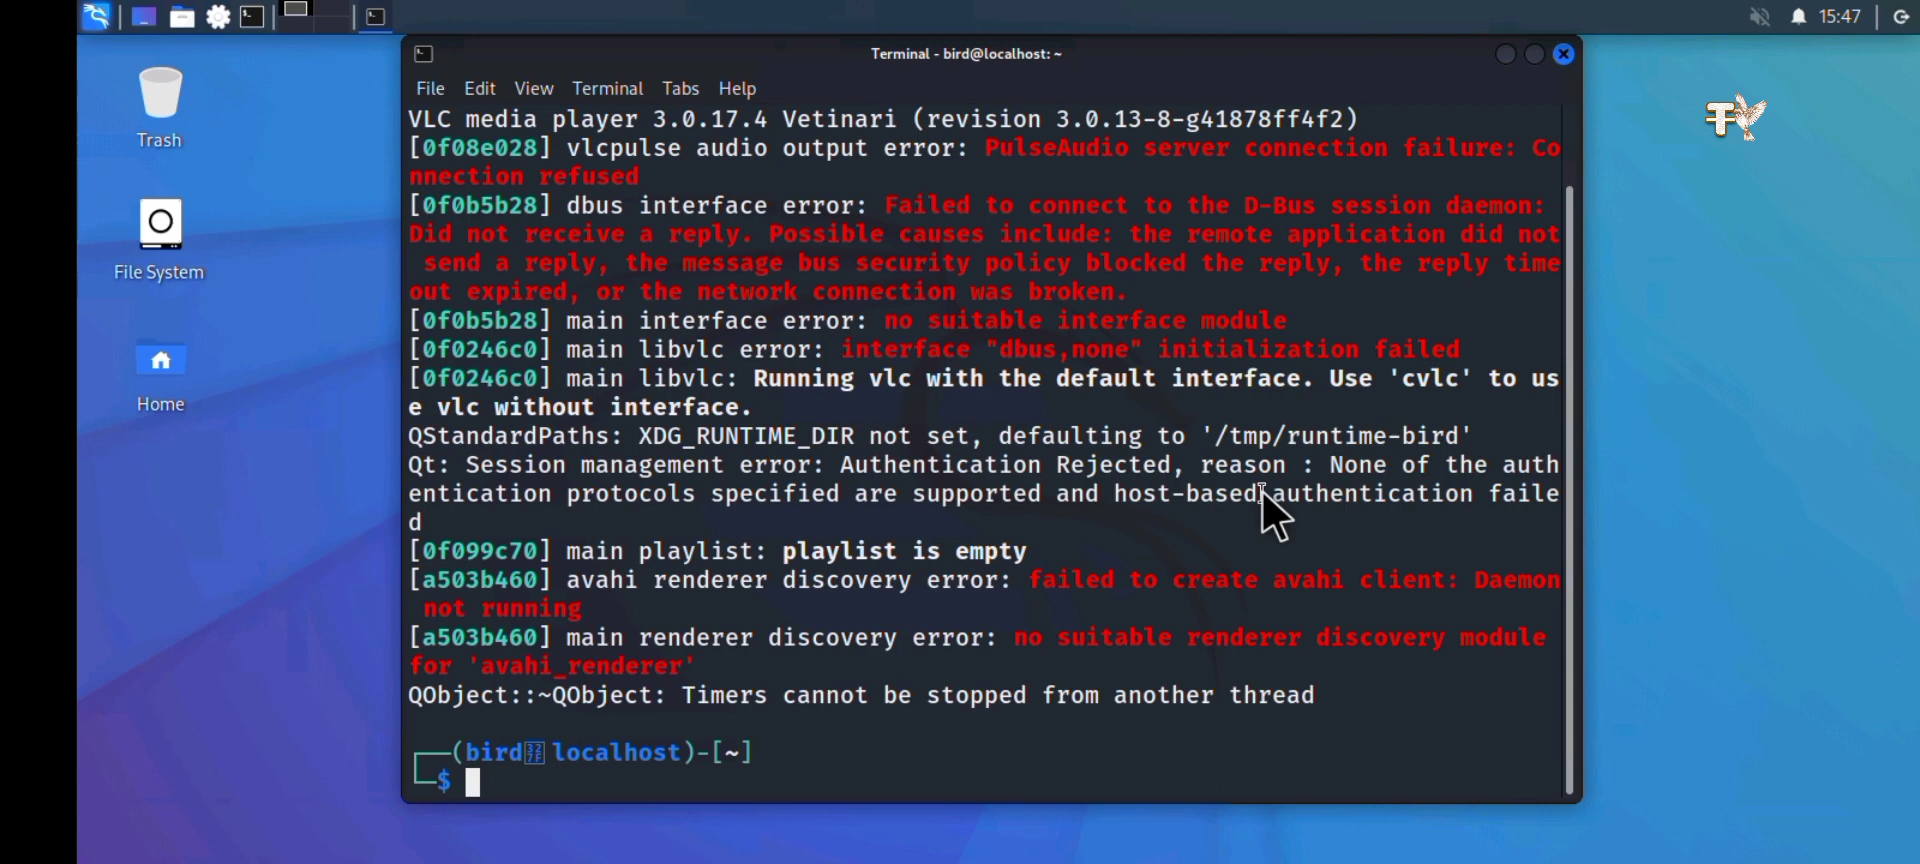 15:47
Terminal - bird@localhost: ~
File Edit View Terminal Tabs Help
Trash
File System
Home
VLC media player 3.0.17.4 Vetinari (revision 3.0.13-8-g41878ff4f2)
[0f08e028] vlcpulse audio output error: PulseAudio server connection failure: Co
nnection refused
[0f0b5b28] dbus interface error: Failed to connect to the D-Bus session daemon:
Did not receive a reply. Possible causes include: the remote application did not
send a reply, the message bus security policy blocked the reply, the reply time
out expired, or the network connection was broken.
[0f0b5b28] main interface error: no suitable interface module
[0f0246c0] main libvlc error: interface "dbus,none" initialization failed
[0f0246c0] main libvlc: Running vlc with the default interface. Use 'cvlc' to us
e vlc without interface.
QStandardPaths: XDG_RUNTIME_DIR not set, defaulting to '/tmp/runtime-bird'
Qt: Session management error: Authentication Rejected, reason : None of the auth
entication protocols specified are supported and host-based authentication faile
d
[0f099c70] main playlist: playlist is empty
[a503b460] avahi renderer discovery error: failed to create avahi client: Daemon
not running
[a503b460] main renderer discovery error: no suitable renderer discovery module
for 'avahi_renderer'
QObject::~QObject: Timers cannot be stopped from another thread
┌──(bird㉿localhost)-[~]
└─$